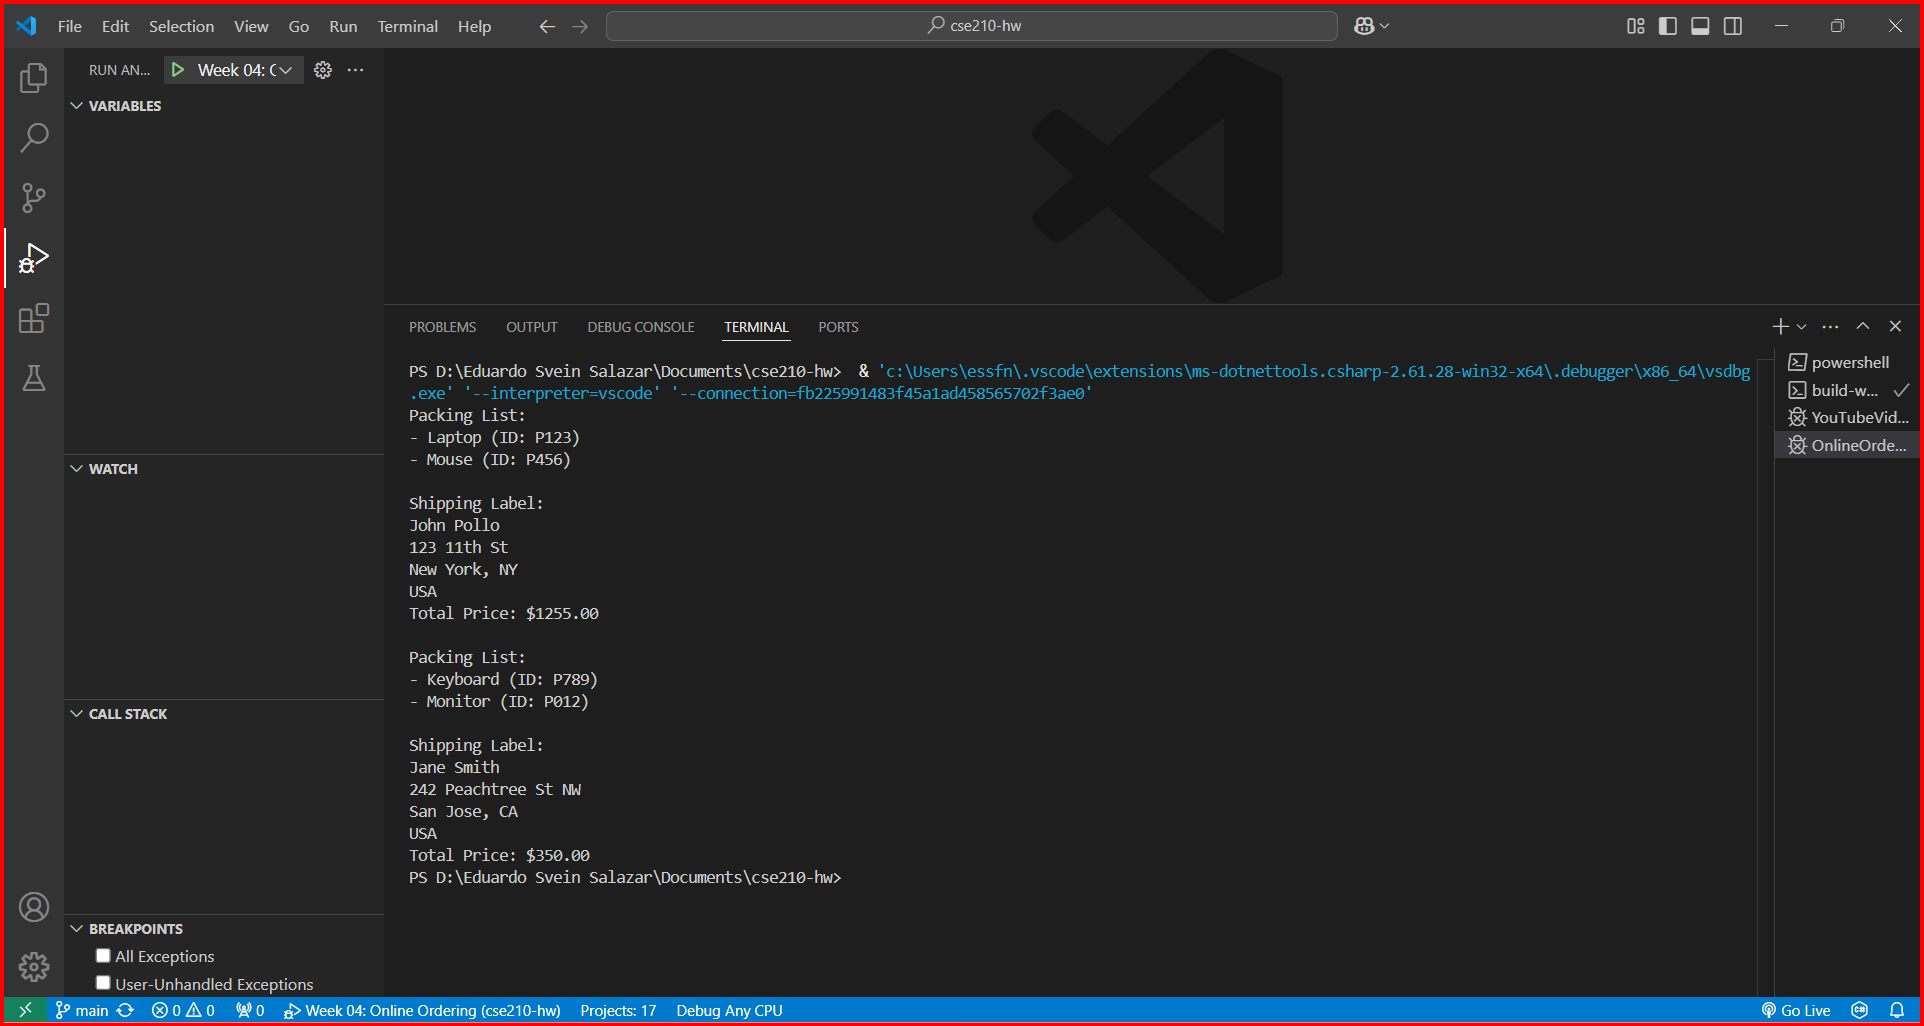 File Edit Selection View Go Run Terminal Help
cse210-hw
RUN AN...
Week 04: C
VARIABLES
WATCH
CALL STACK
BREAKPOINTS
All Exceptions
User-Unhandled Exceptions
PROBLEMS OUTPUT DEBUG CONSOLE TERMINAL PORTS
PS D:\Eduardo Svein Salazar\Documents\cse210-hw>  & 'c:\Users\essfn\.vscode\extensions\ms-dotnettools.csharp-2.61.28-win32-x64\.debugger\x86_64\vsdbg
.exe' '--interpreter=vscode' '--connection=fb225991483f45a1ad458565702f3ae0'
Packing List:
- Laptop (ID: P123)
- Mouse (ID: P456)
Shipping Label:
John Pollo
123 11th St
New York, NY
USA
Total Price: $1255.00
Packing List:
- Keyboard (ID: P789)
- Monitor (ID: P012)
Shipping Label:
Jane Smith
242 Peachtree St NW
San Jose, CA
USA
Total Price: $350.00
PS D:\Eduardo Svein Salazar\Documents\cse210-hw>
powershell
build-w...
YouTubeVid...
OnlineOrde...
main 0 0 0 Week 04: Online Ordering (cse210-hw) Projects: 17 Debug Any CPU Go Live